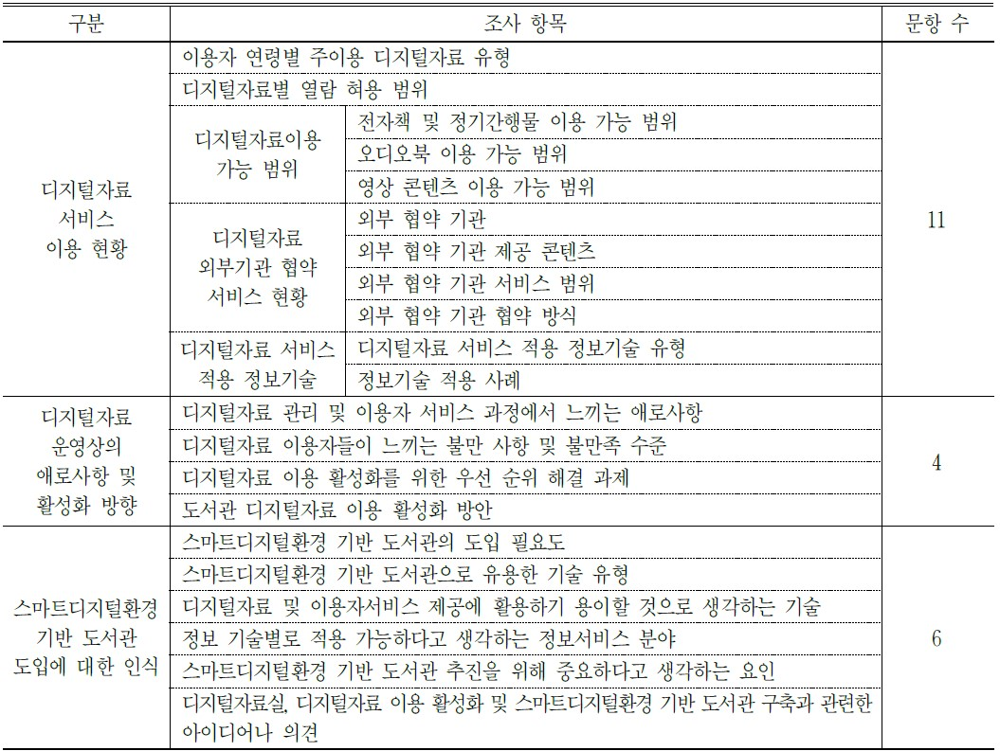 구분 조사 항목 문항 수
디지털자료
서비스
이용 현황
이용자 연령별 주이용 디지털자료 유형
디지털자료별 열람 허용 범위
디지털자료이용
가능 범위
전자책 및 정기간행물 이용 가능 범위
오디오북 이용 가능 범위
영상 콘텐츠 이용 가능 범위
디지털자료
외부기관 협약
서비스 현황
외부 협약 기관
외부 협약 기관 제공 콘텐츠
외부 협약 기관 서비스 범위
외부 협약 기관 협약 방식
디지털자료 서비스
적용 정보기술
디지털자료 서비스 적용 정보기술 유형
정보기술 적용 사례
11
디지털자료
운영상의
애로사항 및
활성화 방향
디지털자료 관리 및 이용자 서비스 과정에서 느끼는 애로사항
디지털자료 이용자들이 느끼는 불만 사항 및 불만족 수준
디지털자료 이용 활성화를 위한 우선 순위 해결 과제
도서관 디지털자료 이용 활성화 방안
4
스마트디지털환경
기반 도서관
도입에 대한 인식
스마트디지털환경 기반 도서관의 도입 필요도
스마트디지털환경 기반 도서관으로 유용한 기술 유형
디지털자료 및 이용자서비스 제공에 활용하기 용이할 것으로 생각하는 기술
정보 기술별로 적용 가능하다고 생각하는 정보서비스 분야
스마트디지털환경 기반 도서관 추진을 위해 중요하다고 생각하는 요인
디지털자료실, 디지털자료 이용 활성화 및 스마트디지털환경 기반 도서관 구축과 관련한
아이디어나 의견
6